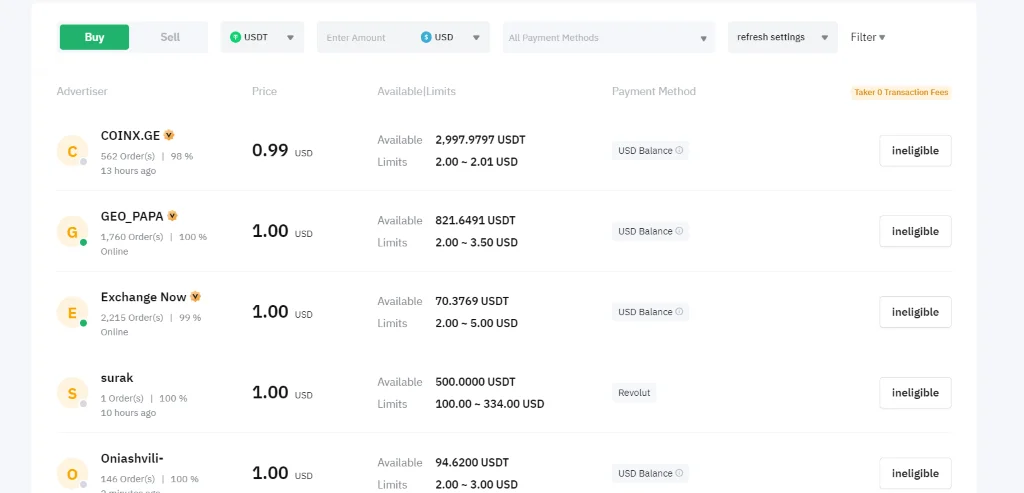 Buy Sell USDT Enter Amount USD All Payment Methods refresh settings Filter
Advertiser Price Available|Limits Payment Method Taker 0 Transaction Fees
C COINX.GE
562 Order(s) | 98 %
13 hours ago
0.99 USD
Available 2,997.9797 USDT
Limits 2.00 ~ 2.01 USD
USD Balance
ineligible
G GEO_PAPA
1,760 Order(s) | 100 %
Online
1.00 USD
Available 821.6491 USDT
Limits 2.00 ~ 3.50 USD
USD Balance
ineligible
E Exchange Now
2,215 Order(s) | 99 %
Online
1.00 USD
Available 70.3769 USDT
Limits 2.00 ~ 5.00 USD
USD Balance
ineligible
S surak
1 Order(s) | 100 %
10 hours ago
1.00 USD
Available 500.0000 USDT
Limits 100.00 ~ 334.00 USD
Revolut
ineligible
O Oniashvili-
146 Order(s) | 100 %
minutes ago
1.00 USD
Available 94.6200 USDT
Limits 2.00 ~ 3.00 USD
USD Balance
ineligible